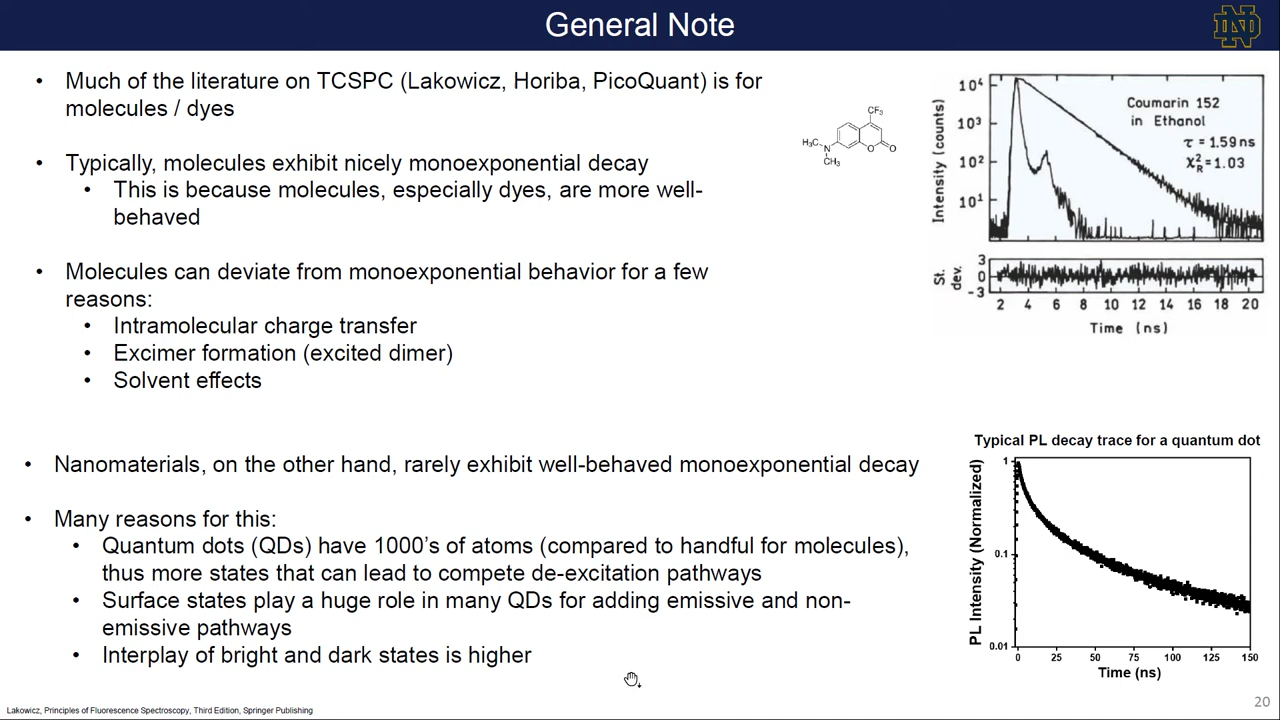 General Note
• Much of the literature on TCSPC (Lakowicz, Horiba, PicoQuant) is for
molecules / dyes
• Typically, molecules exhibit nicely monoexponential decay
• This is because molecules, especially dyes, are more well-
behaved
• Molecules can deviate from monoexponential behavior for a few
reasons:
• Intramolecular charge transfer
• Excimer formation (excited dimer)
• Solvent effects
CF₃
H₃C
N
CH₃
O
O
Intensity (counts)
10⁴
10³
10²
10¹
Coumarin 152
in Ethanol
τ = 1.59 ns
χ²R = 1.03
St. dev.
3
0
-3
2 4 6 8 10 12 14 16 18 20
Time (ns)
• Nanomaterials, on the other hand, rarely exhibit well-behaved monoexponential decay
• Many reasons for this:
• Quantum dots (QDs) have 1000's of atoms (compared to handful for molecules),
thus more states that can lead to compete de-excitation pathways
• Surface states play a huge role in many QDs for adding emissive and non-
emissive pathways
• Interplay of bright and dark states is higher
Typical PL decay trace for a quantum dot
PL Intensity (Normalized)
1
0.1
0.01
0 25 50 75 100 125 150
Time (ns)
Lakowicz, Principles of Fluorescence Spectroscopy, Third Edition, Springer Publishing
20
ND